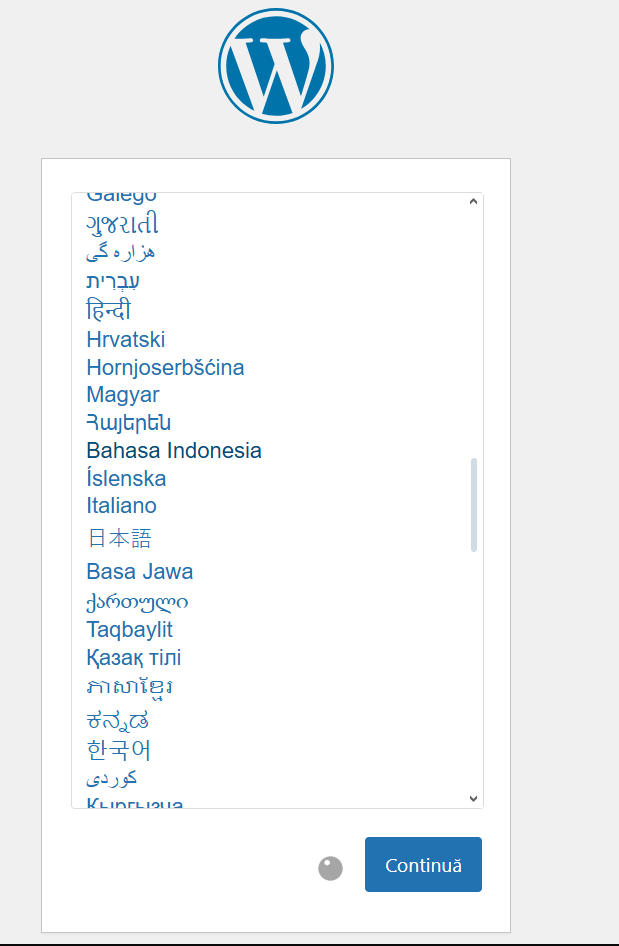 Galego
ગુજરાતી
هزاره گی
עִבְרִית
हिन्दी
Hrvatski
Hornjoserbšćina
Magyar
Հայերեն
Bahasa Indonesia
Íslenska
Italiano
日本語
Basa Jawa
ქართული
Taqbaylit
Қазақ тілі
ភាសាខ្មែរ
ಕನ್ನಡ
한국어
كوردی
Кыргызча
Continuă